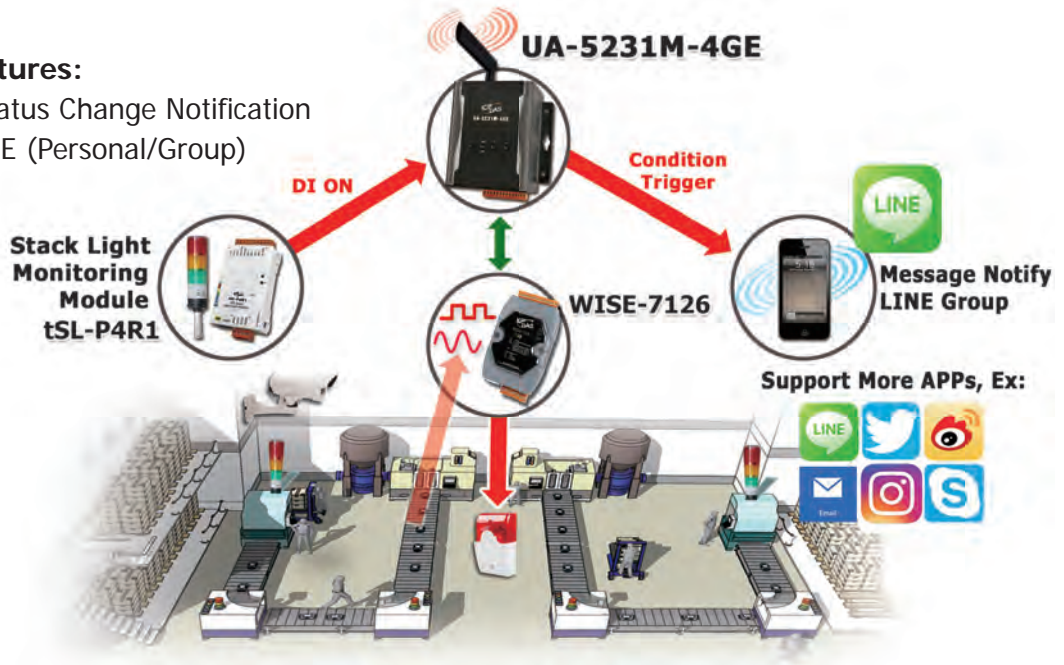 UA-5231M-4GE
tures:
atus Change Notification
E (Personal/Group)
DI ON
Condition
Trigger
LINE
Stack Light
Monitoring
Module
tSL-P4R1
WISE-7126
Message Notify
LINE Group
Support More APPs, Ex:
LINE
Email